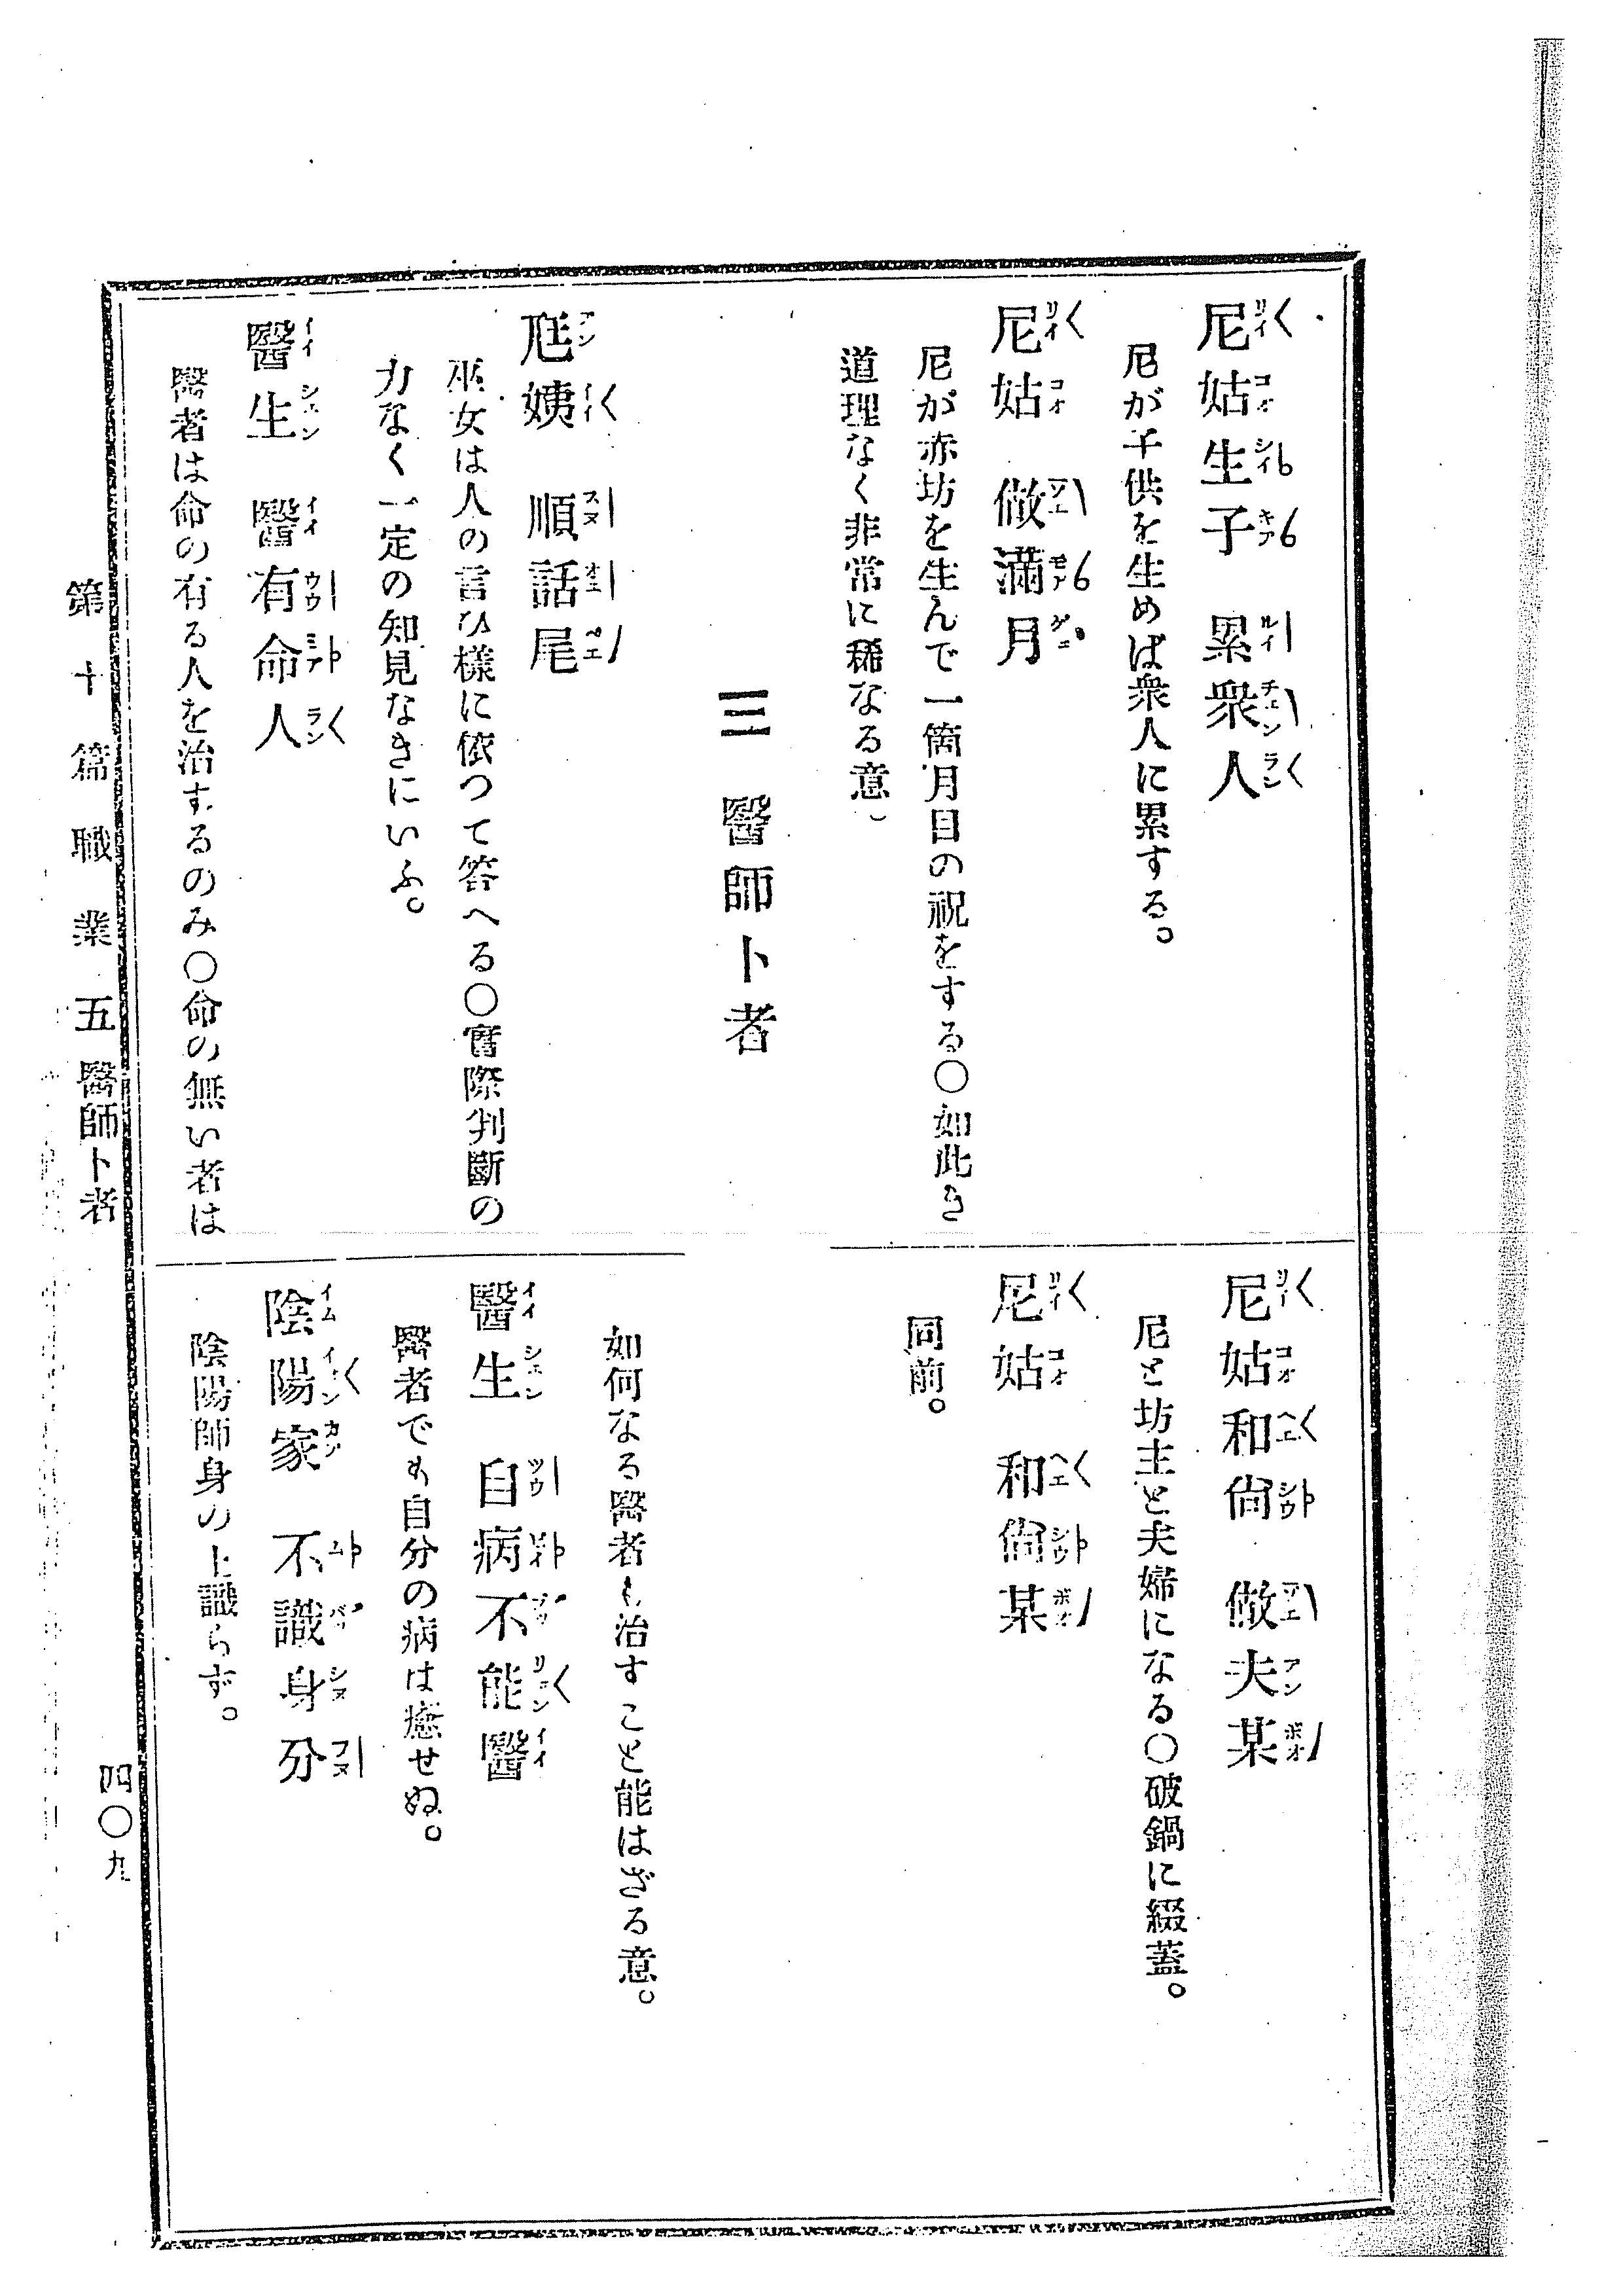 尼姑生子　累衆人
尼が子供を生めば衆人に累する。
尼姑　做滿月
尼が赤坊を生んで一箇月目の祝をする〇如此き
道理なく非常に稀なる意
尼姑和尙　做夫某
尼と坊主と夫婦になる〇破鍋に綴蓋。
尼姑　和尙某
同前。
三　醫師卜者
尫姨　順話尾
巫女は人の言ひ樣に依つて答へる〇實際判斷の
力なく一定の知見なきにいふ。
醫生　醫有命人
醫者は命の有る人を治するのみ〇命の無い者は
如何なる醫者も治すこと能はざる意。
醫生　自病不能醫
醫者でも自分の病は癒せぬ。
陰陽家　不識身分
陰陽師身の上識らず。
第十篇　職業　五　醫師卜者
四〇九